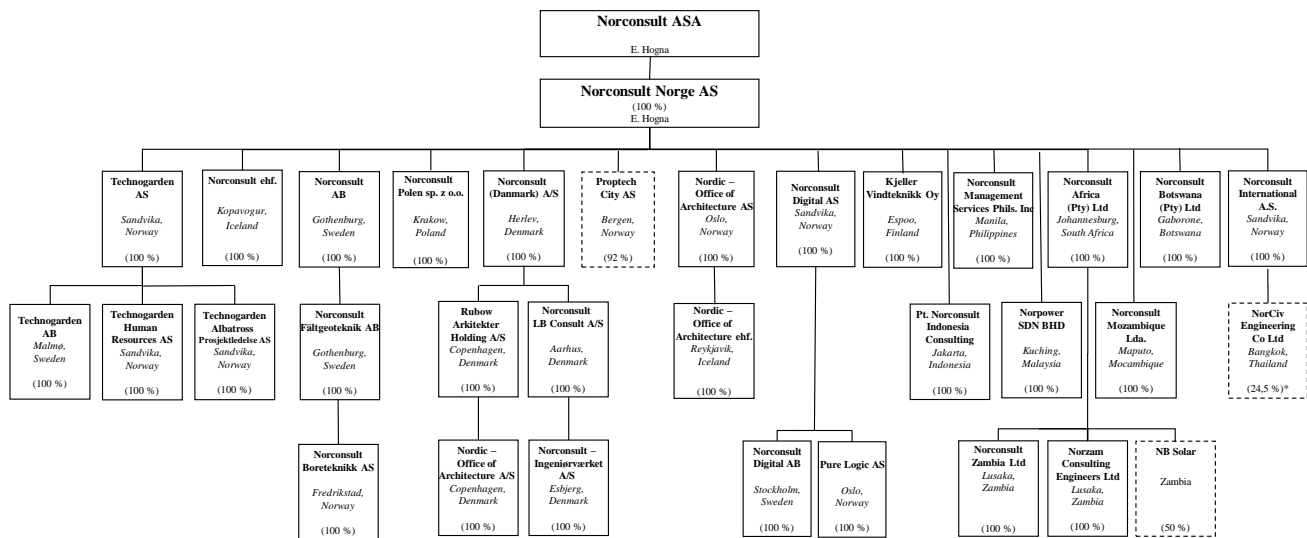 Norconsult ASA
E. Hogna
Norconsult Norge AS
(100 %)
E. Hogna
Technogarden
AS
Sandvika,
Norway
(100 %)
Norconsult ehf.
Kopavogur,
Iceland
(100 %)
Norconsult
AB
Gothenburg,
Sweden
(100 %)
Norconsult
Polen sp. z o.o.
Krakow,
Poland
(100 %)
Norconsult
(Danmark) A/S
Herlev,
Denmark
(100 %)
Proptech
City AS
Bergen,
Norway
(92 %)
Nordic –
Office of
Architecture AS
Oslo,
Norway
(100 %)
Norconsult
Digital AS
Sandvika,
Norway
(100 %)
Kjeller
Vindteknikk Oy
Espoo,
Finland
(100 %)
Norconsult
Management
Services Phils. Inc
Manila,
Philippines
(100 %)
Norconsult
Africa
(Pty) Ltd
Johannesburg,
South Africa
(100 %)
Norconsult
Botswana
(Pty) Ltd
Gaborone,
Botswana
(100 %)
Norconsult
International
A.S.
Sandvika,
Norway
(100 %)
Technogarden
AB
Malmø,
Sweden
(100 %)
Technogarden
Human
Resources AS
Sandvika,
Norway
(100 %)
Technogarden
Albatross
Prosjektledelse AS
Sandvika,
Norway
(100 %)
Norconsult
Fältgeoteknik AB
Gothenburg,
Sweden
(100 %)
Rubow
Arkitekter
Holding A/S
Copenhagen,
Denmark
(100 %)
Norconsult
LB Consult A/S
Aarhus,
Denmark
(100 %)
Nordic –
Office of
Architecture ehf.
Reykjavik,
Iceland
(100 %)
Pt. Norconsult
Indonesia
Consulting
Jakarta,
Indonesia
(100 %)
Norpower
SDN BHD
Kuching,
Malaysia
(100 %)
Norconsult
Mozambique
Lda.
Maputo,
Mocambique
(100 %)
NorCiv
Engineering
Co Ltd
Bangkok,
Thailand
(24,5 %)*
Norconsult
Boreteknikk AS
Fredrikstad,
Norway
(100 %)
Nordic –
Office of
Architecture A/S
Copenhagen,
Denmark
(100 %)
Norconsult –
Ingeniørværket
A/S
Esbjerg,
Denmark
(100 %)
Norconsult
Digital AB
Stockholm,
Sweden
(100 %)
Pure Logic AS
Oslo,
Norway
(100 %)
Norconsult
Zambia Ltd
Lusaka,
Zambia
(100 %)
Norzam
Consulting
Engineers Ltd
Lusaka,
Zambia
(100 %)
NB Solar
Zambia
(50 %)